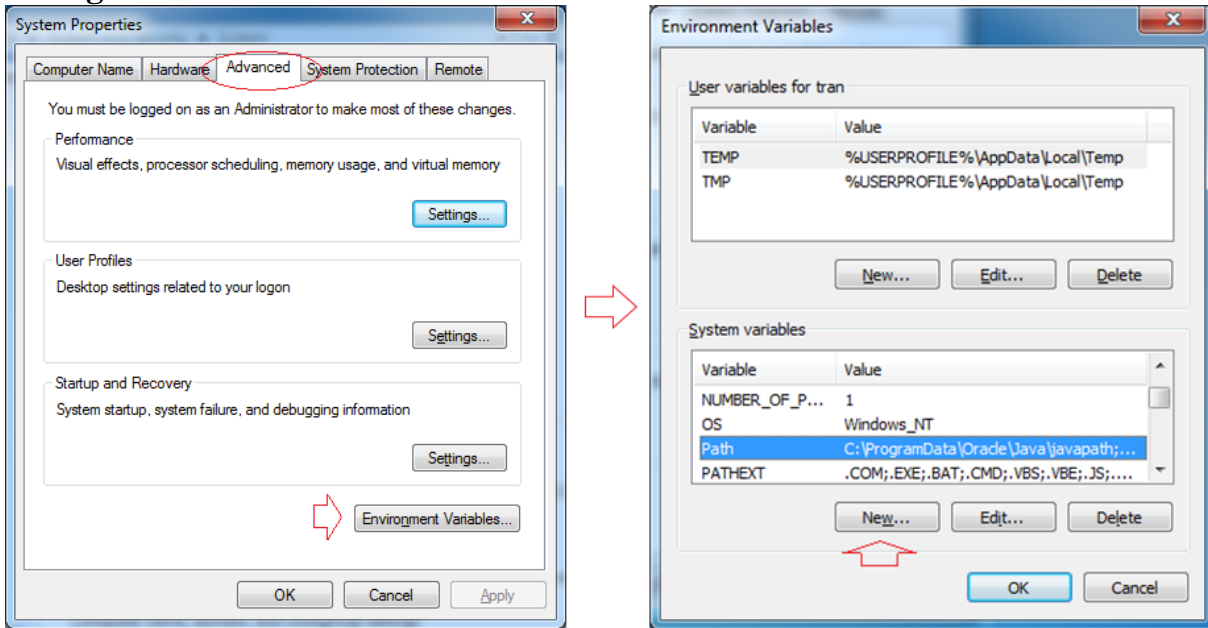 System Properties
Computer Name Hardware Advanced System Protection Remote
You must be logged on as an Administrator to make most of these changes.
Performance
Visual effects, processor scheduling, memory usage, and virtual memory
Settings...
User Profiles
Desktop settings related to your logon
Settings...
Startup and Recovery
System startup, system failure, and debugging information
Settings...
Environment Variables...
OK Cancel Apply
Environment Variables
User variables for tran
Variable Value
TEMP %USERPROFILE%\AppData\Local\Temp
TMP %USERPROFILE%\AppData\Local\Temp
New... Edit... Delete
System variables
Variable Value
NUMBER_OF_P... 1
OS Windows_NT
Path C:\ProgramData\Oracle\Java\javapath;...
PATHEXT .COM;.EXE;.BAT;.CMD;.VBS;.VBE;.JS;....
New... Edit... Delete
OK Cancel